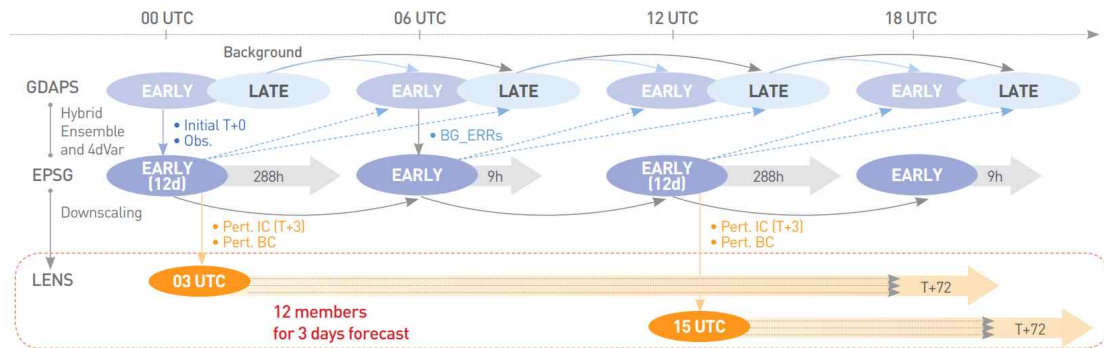 00 UTC
06 UTC
12 UTC
18 UTC
Background
GDAPS
EARLY
LATE
EARLY
LATE
EARLY
LATE
EARLY
LATE
Hybrid
Ensemble
and 4dVar
• Initial T+0
• Obs.
• BG_ERRs
EPSG
EARLY
(12d)
288h
EARLY
9h
EARLY
(12d)
288h
EARLY
9h
Downscaling
• Pert. IC (T+3)
• Pert. BC
• Pert. IC (T+3)
• Pert. BC
LENS
03 UTC
T+72
12 members
for 3 days forecast
15 UTC
T+72